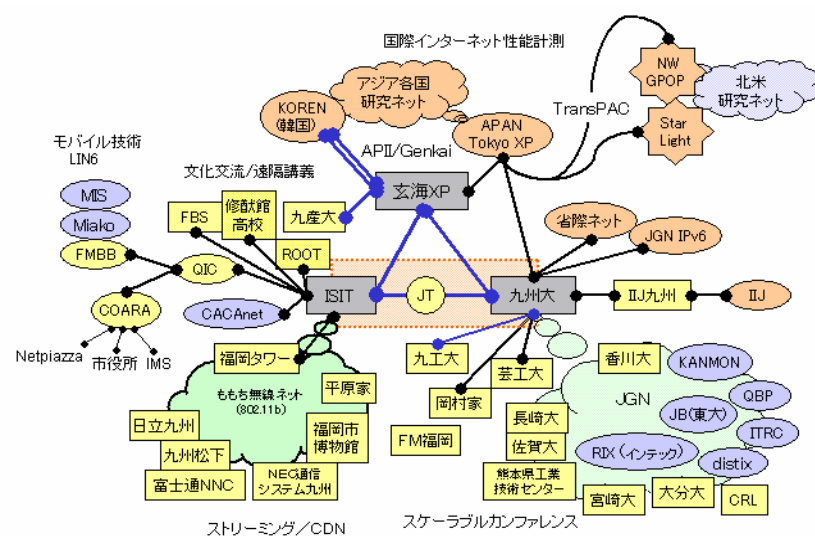 国際インターネット性能計測
NW
GPOP
北米
研究ネット
アジア各国
研究ネット
KOREN
(韓国)
TransPAC
Star
Light
APAN
Tokyo XP
モバイル技術
LIN6
APII/Genkai
文化交流/遠隔講義
玄海XP
MIS
Miako
FBS
修猷館
高校
九産大
省際ネット
JGN IPv6
FMBB
QIC
ROOT
ISIT
JT
九州大
IIJ九州
IIJ
COARA
CACAnet
Netpiazza
市役所
IMS
福岡タワー
九工大
芸工大
香川大
KANMON
ももち無線ネット
(802.11b)
平原家
岡村家
JGN
QBP
日立九州
福岡市
博物館
FM福岡
長崎大
JB(東大)
ITRC
九州松下
佐賀大
RIX(インテック)
distix
富士通NNC
NEC通信
システム九州
熊本県工業
技術センター
宮崎大
大分大
CRL
ストリーミング/CDN
スケーラブルカンファレンス